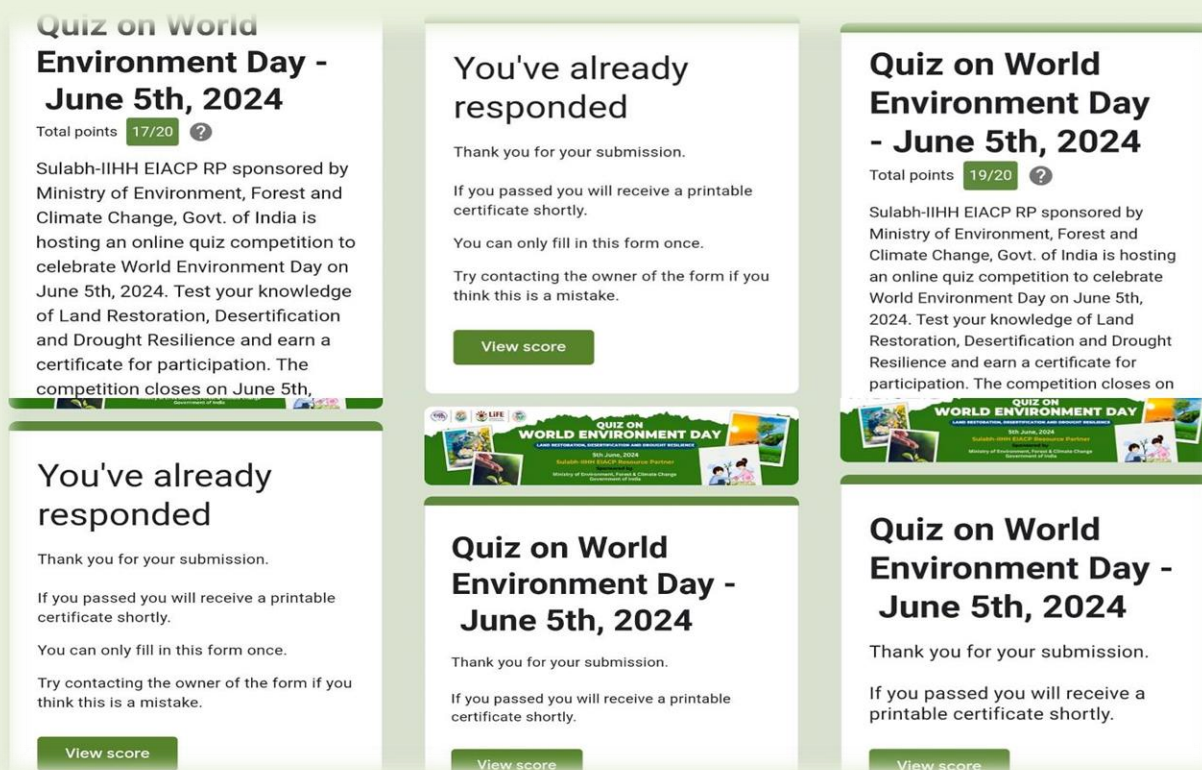 Quiz on World
Environment Day -
June 5th, 2024
Total points 17/20 ?
Sulabh-IIHH EIACP RP sponsored by
Ministry of Environment, Forest and
Climate Change, Govt. of India is
hosting an online quiz competition to
celebrate World Environment Day on
June 5th, 2024. Test your knowledge
of Land Restoration, Desertification
and Drought Resilience and earn a
certificate for participation. The
competition closes on June 5th,
Government of India
You've already
responded
Thank you for your submission.
If you passed you will receive a printable
certificate shortly.
You can only fill in this form once.
Try contacting the owner of the form if you
think this is a mistake.
View score
You've already
responded
Thank you for your submission.
If you passed you will receive a printable
certificate shortly.
You can only fill in this form once.
Try contacting the owner of the form if you
think this is a mistake.
View score
LiFE
QUIZ ON
WORLD ENVIRONMENT DAY
LAND RESTORATION, DESERTIFICATION AND DROUGHT RESILIENCE
5th June, 2024
Sulabh-IIHH EIACP Resource Partner
Sponsored by
Ministry of Environment, Forest & Climate Change
Government of India
Quiz on World
Environment Day -
June 5th, 2024
Thank you for your submission.
If you passed you will receive a printable
certificate shortly.
View score
Quiz on World
Environment Day
- June 5th, 2024
Total points 19/20 ?
Sulabh-IIHH EIACP RP sponsored by
Ministry of Environment, Forest and
Climate Change, Govt. of India is hosting
an online quiz competition to celebrate
World Environment Day on June 5th,
2024. Test your knowledge of Land
Restoration, Desertification and Drought
Resilience and earn a certificate for
participation. The competition closes on
QUIZ ON
WORLD ENVIRONMENT DAY
LAND RESTORATION, DESERTIFICATION AND DROUGHT RESILIENCE
5th June, 2024
Sulabh-IIHH EIACP Resource Partner
Sponsored by
Ministry of Environment, Forest & Climate Change
Government of India
Quiz on World
Environment Day -
June 5th, 2024
Thank you for your submission.
If you passed you will receive a
printable certificate shortly.
View score